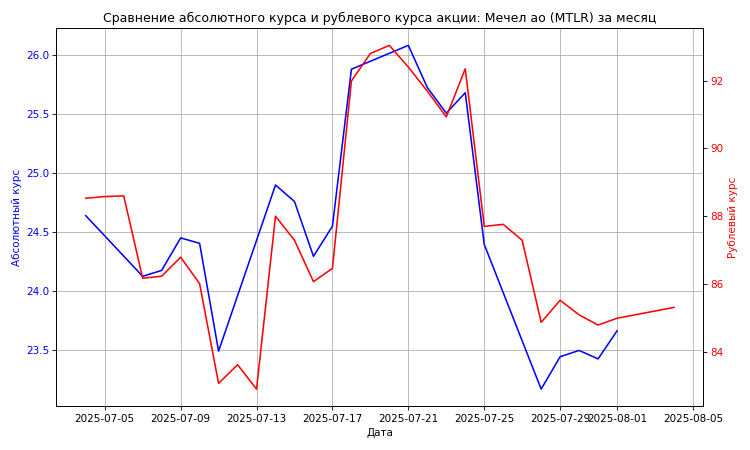 Сравнение абсолютного курса и рублевого курса акции: Мечел ао (MTLR) за месяц
Абсолютный курс
26.0
25.5
25.0
24.5
24.0
23.5
92
90
88
86
84
Рублевый курс
2025-07-05 2025-07-09 2025-07-13 2025-07-17 2025-07-21 2025-07-25 2025-07-29 2025-08-01 2025-08-05
Дата